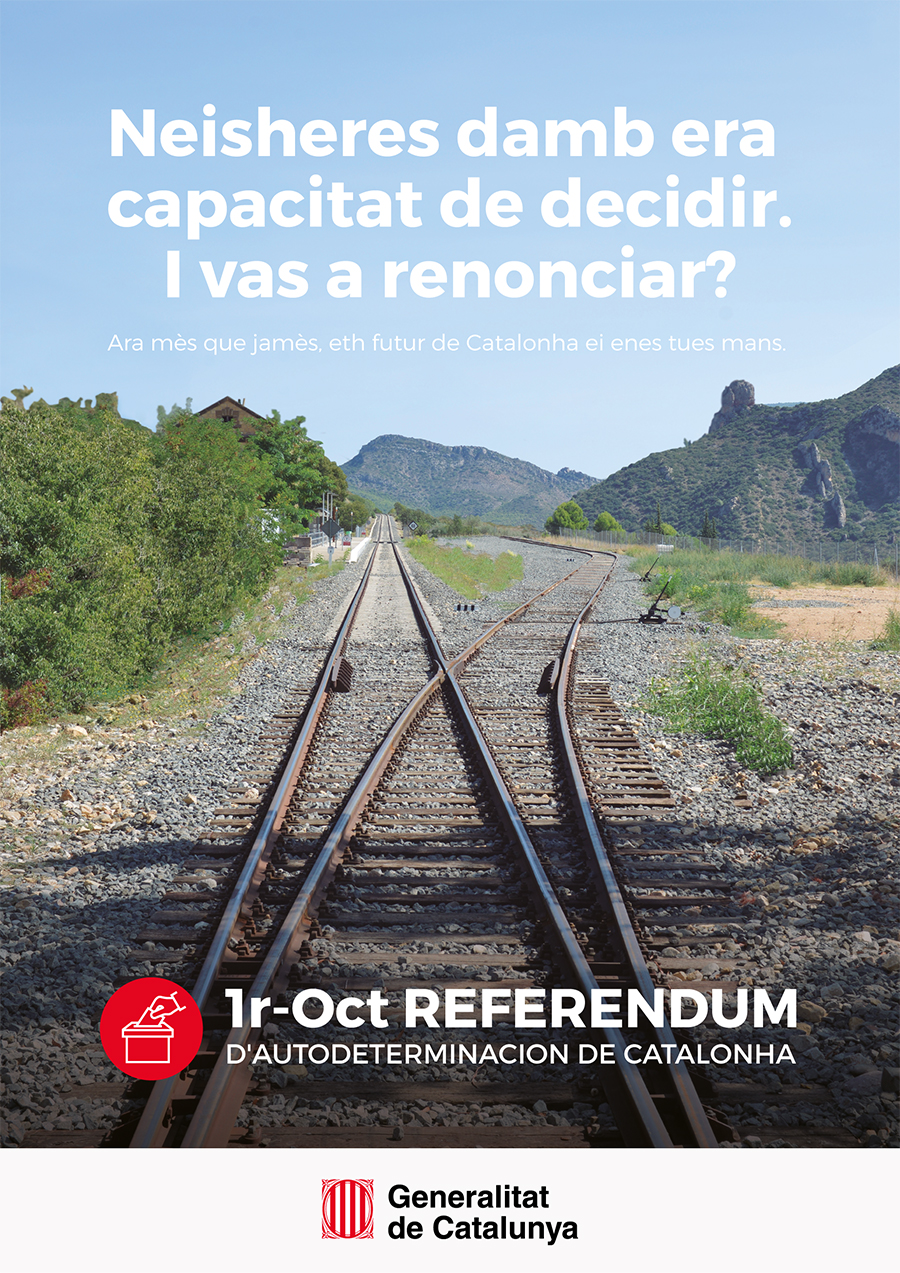 Neisheres damb era
capacitat de decidir.
I vas a renonciar?
Ara mès que jamès, eth futur de Catalonha ei enes tues mans.
1r-Oct REFERENDUM
D'AUTODETERMINACION DE CATALONHA
Generalitat
de Catalunya